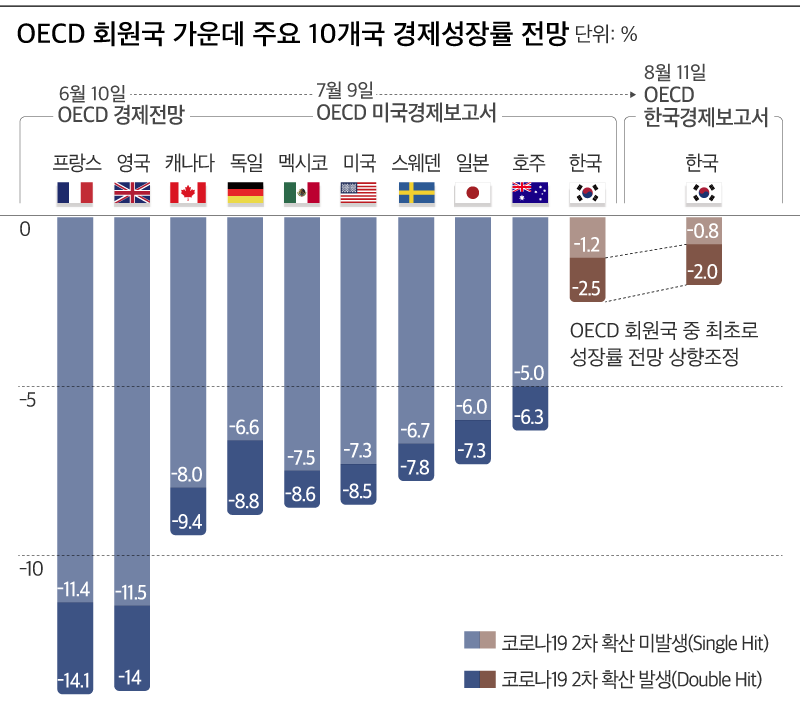 OECD 회원국 가운데 주요 10개국 경제성장률 전망 단위: %
6월 10일
OECD 경제전망
7월 9일
OECD 미국경제보고서
8월 11일
OECD
한국경제보고서
프랑스 영국 캐나다 독일 멕시코 미국 스웨덴 일본 호주 한국 한국
0
-1.2 -0.8
-2.5 -2.0
OECD 회원국 중 최초로
성장률 전망 상향조정
-5.0
-5
-6.6 -6.7 -6.0 -6.3
-8.0 -7.5 -7.3 -7.8 -7.3
-9.4 -8.8 -8.6 -8.5
-10
-11.4 -11.5
-14.1 -14
코로나19 2차 확산 미발생(Single Hit)
코로나19 2차 확산 발생(Double Hit)